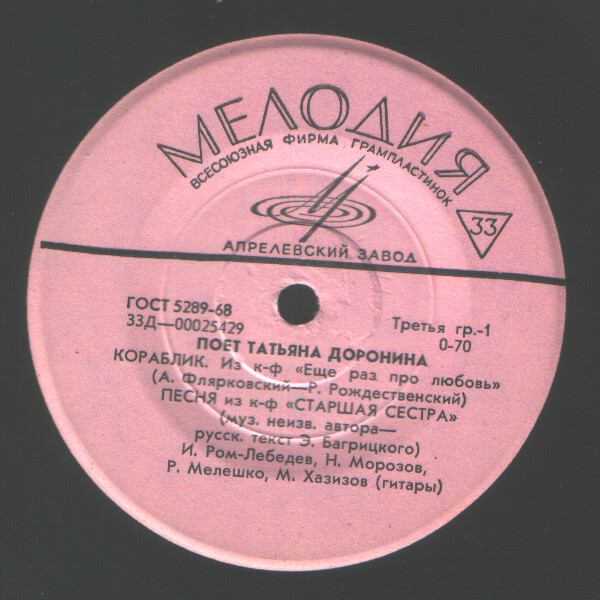 МЕЛОДИЯ
ВСЕСОЮЗНАЯ ФИРМА ГРАМПЛАСТИНОК
33
АПРЕЛЕВСКИЙ ЗАВОД
ГОСТ 5289-68
33Д—00025429
Третья гр.-1
0-70
ПОЕТ ТАТЬЯНА ДОРОНИНА
КОРАБЛИК. Из к-ф «Еще раз про любовь»
(А. Флярковский—Р. Рождественский)
ПЕСНЯ из к-ф «СТАРШАЯ СЕСТРА»
(муз. неизв. автора—
русск. текст Э. Багрицкого)
И. Ром-Лебедев, Н. Морозов,
Р. Мелешко, М. Хазизов (гитары)